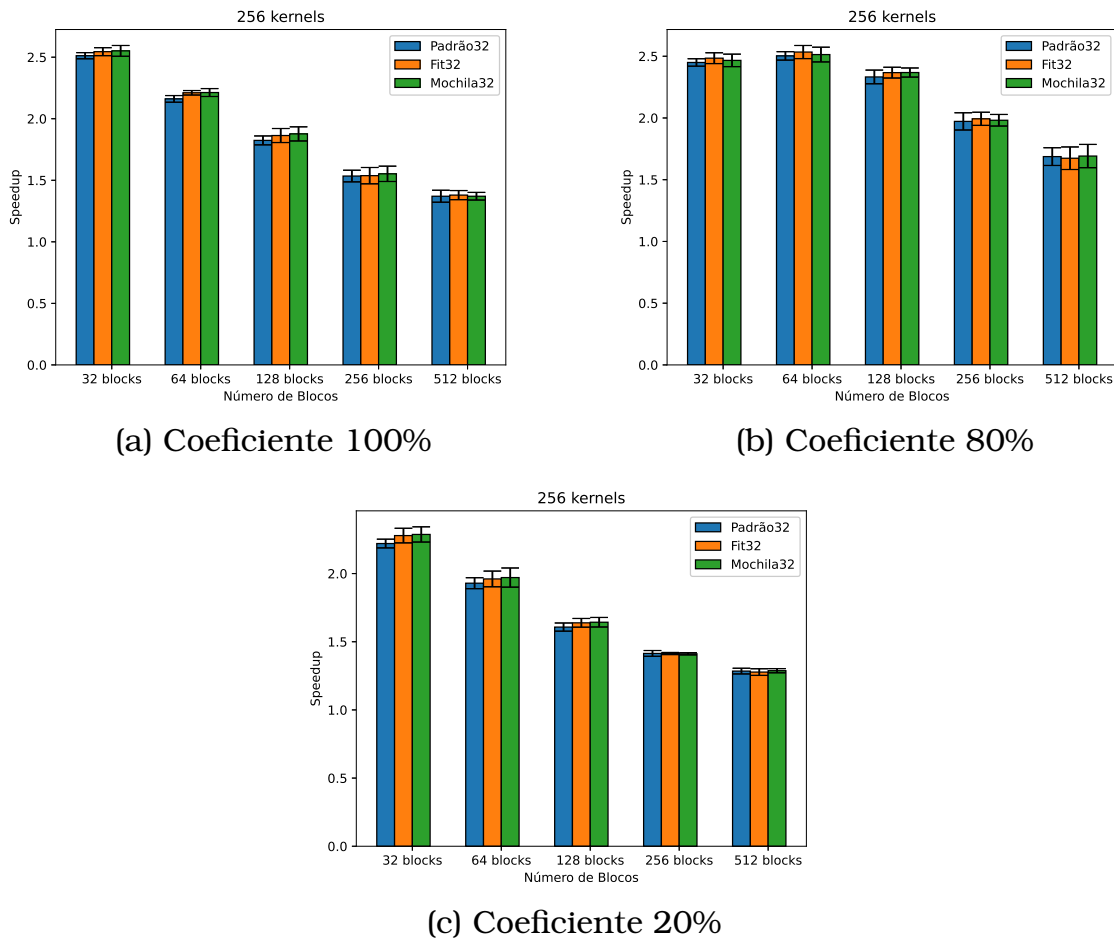 256 kernels
Padrão32
Fit32
Mochila32
Speedup
2.5
2.0
1.5
1.0
0.5
0.0
32 blocks 64 blocks 128 blocks 256 blocks 512 blocks
Número de Blocos
(a) Coeficiente 100%
256 kernels
Padrão32
Fit32
Mochila32
Speedup
2.5
2.0
1.5
1.0
0.5
0.0
32 blocks 64 blocks 128 blocks 256 blocks 512 blocks
Número de Blocos
(b) Coeficiente 80%
256 kernels
Padrão32
Fit32
Mochila32
Speedup
2.0
1.5
1.0
0.5
0.0
32 blocks 64 blocks 128 blocks 256 blocks 512 blocks
Número de Blocos
(c) Coeficiente 20%